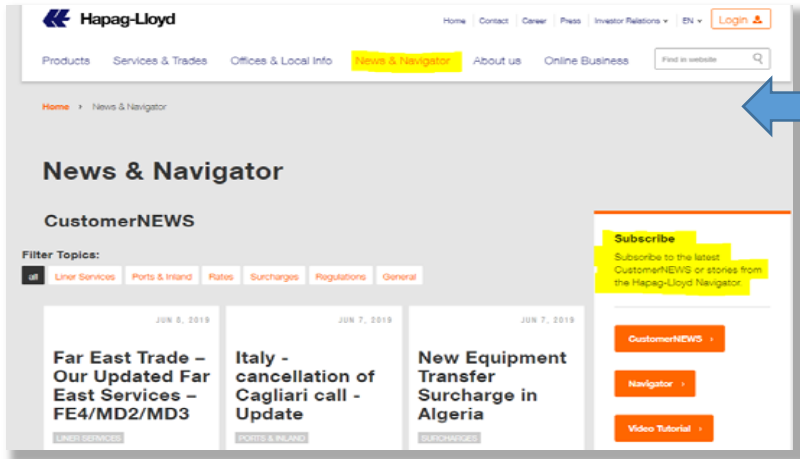 Hapag-Lloyd
Home Contact Career Press Investor Relations EN Login
Products Services & Trades Offices & Local Info News & Navigator About us Online Business Find in website
Home › News & Navigator
News & Navigator
CustomerNEWS
Filter Topics:
all Liner Services Ports & Inland Rates Surcharges Regulations General
JUN 8, 2019
Far East Trade –
Our Updated Far
East Services –
FE4/MD2/MD3
LINER SERVICES
JUN 7, 2019
Italy -
cancellation of
Cagliari call -
Update
PORTS & INLAND
JUN 7, 2019
New Equipment
Transfer
Surcharge in
Algeria
SURCHARGES
Subscribe
Subscribe to the latest
CustomerNEWS or stories from
the Hapag-Lloyd Navigator.
CustomerNEWS ›
Navigator ›
Video Tutorial ›